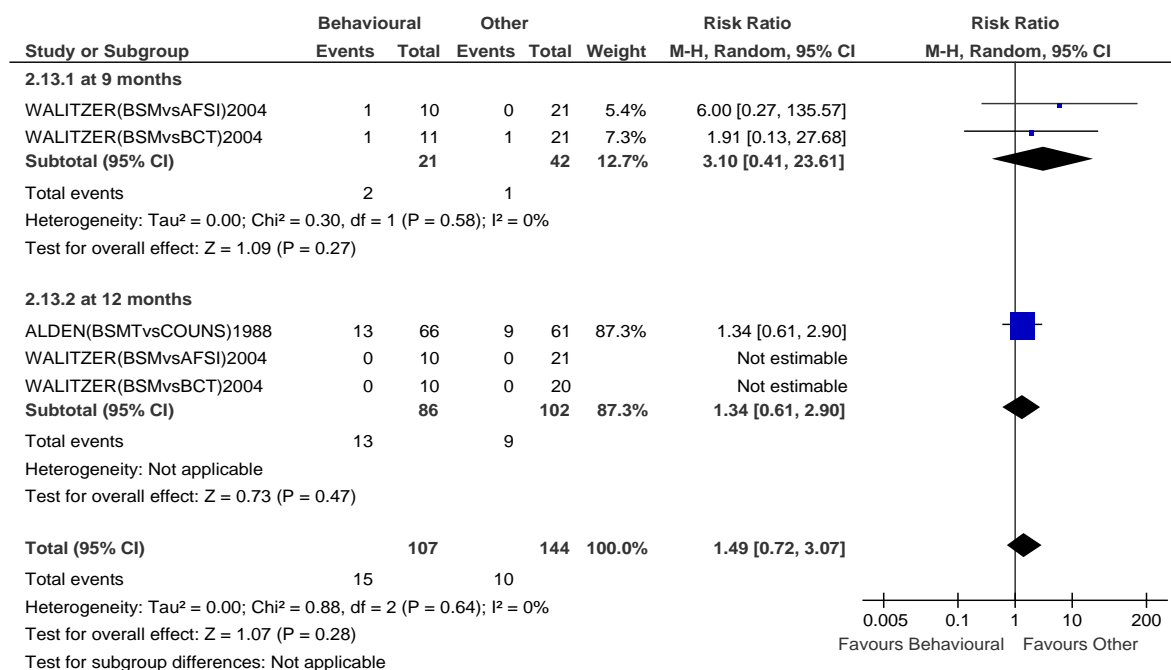 Behavioural Other Risk Ratio Risk Ratio
Study or Subgroup Events Total Events Total Weight M-H, Random, 95% CI M-H, Random, 95% CI
2.13.1 at 9 months
WALITZER(BSMvsAFSI)2004 1 10 0 21 5.4% 6.00 [0.27, 135.57]
WALITZER(BSMvsBCT)2004 1 11 1 21 7.3% 1.91 [0.13, 27.68]
Subtotal (95% CI) 21 42 12.7% 3.10 [0.41, 23.61]
Total events 2 1
Heterogeneity: Tau² = 0.00; Chi² = 0.30, df = 1 (P = 0.58); I² = 0%
Test for overall effect: Z = 1.09 (P = 0.27)
2.13.2 at 12 months
ALDEN(BSMTvsCOUNS)1988 13 66 9 61 87.3% 1.34 [0.61, 2.90]
WALITZER(BSMvsAFSI)2004 0 10 0 21 Not estimable
WALITZER(BSMvsBCT)2004 0 10 0 20 Not estimable
Subtotal (95% CI) 86 102 87.3% 1.34 [0.61, 2.90]
Total events 13 9
Heterogeneity: Not applicable
Test for overall effect: Z = 0.73 (P = 0.47)
Total (95% CI) 107 144 100.0% 1.49 [0.72, 3.07]
Total events 15 10
Heterogeneity: Tau² = 0.00; Chi² = 0.88, df = 2 (P = 0.64); I² = 0%
Test for overall effect: Z = 1.07 (P = 0.28)
Test for subgroup differences: Not applicable
0.005 0.1 1 10 200
Favours Behavioural Favours Other